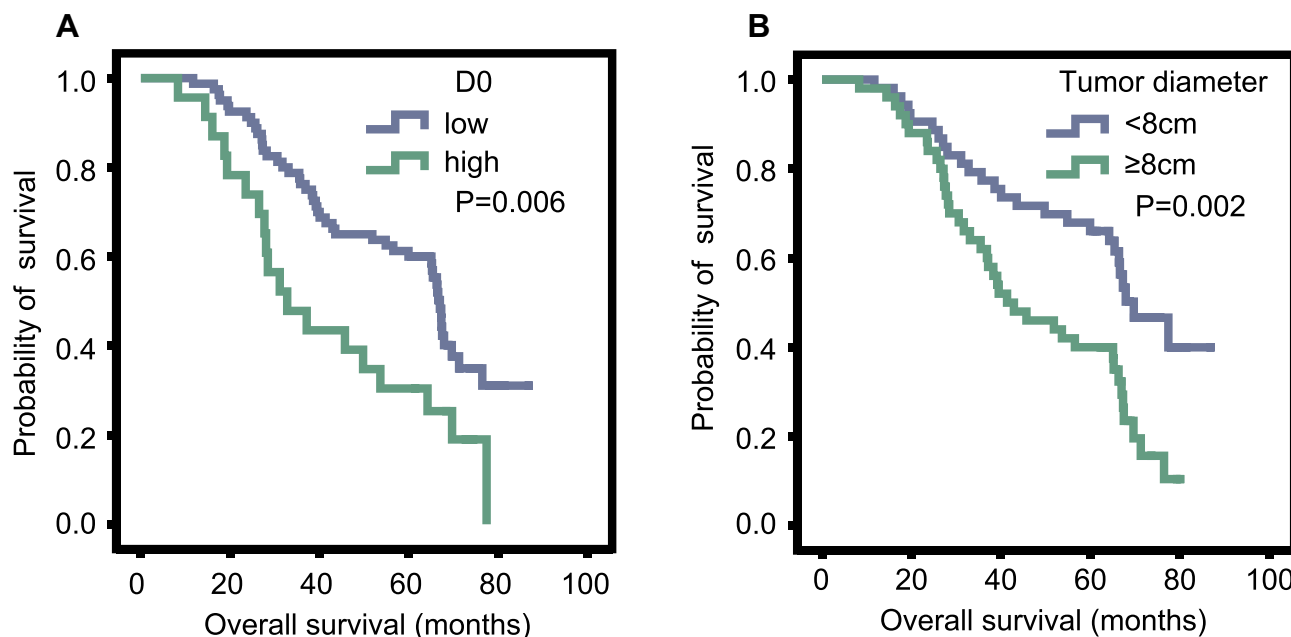 A
Probability of survival
1.0
0.8
0.6
0.4
0.2
0.0
D0
low
high
P=0.006
0 20 40 60 80 100
Overall survival (months)
B
Probability of survival
1.0
0.8
0.6
0.4
0.2
0.0
Tumor diameter
<8cm
≥8cm
P=0.002
0 20 40 60 80 100
Overall survival (months)